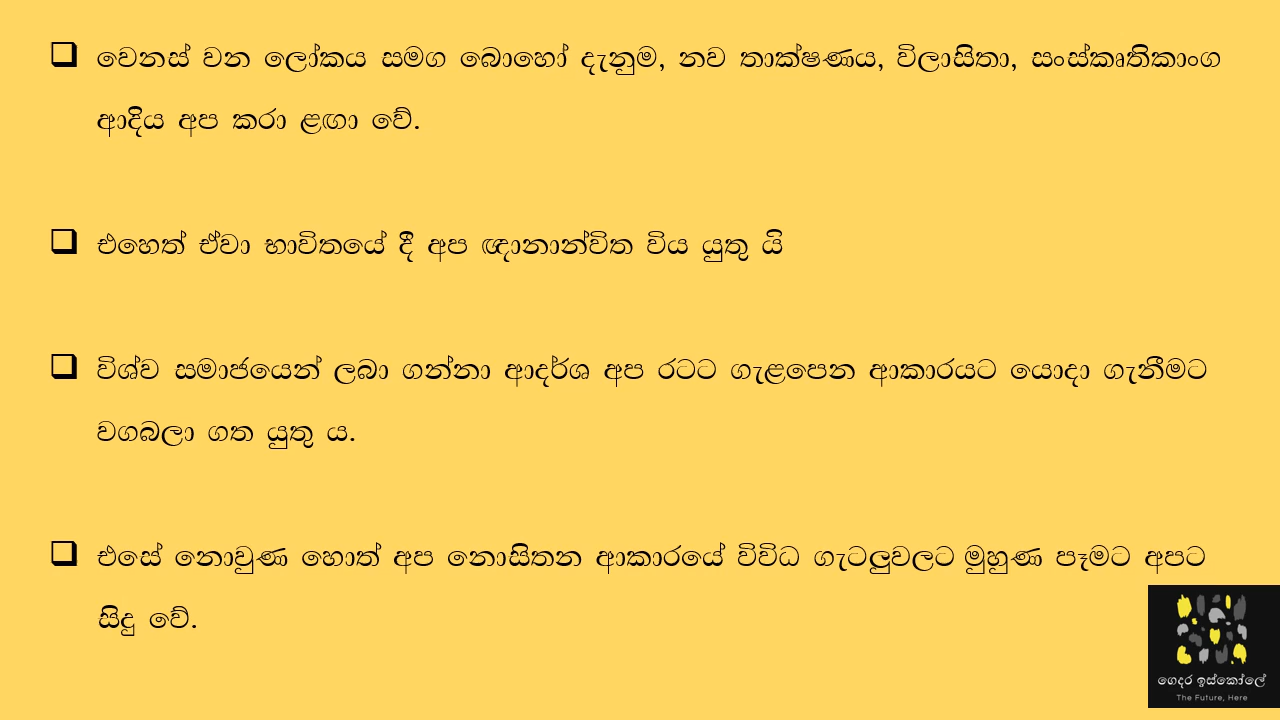 ❑ වෙනස් වන ලෝකය සමග බොහෝ දැනුම, නව තාක්ෂණය, විලාසිතා, සංස්කෘතිකාංග
ආදිය අප කරා ළඟා වේ.
❑ එහෙත් ඒවා භාවිතයේ දී අප ඥානාන්විත විය යුතු යි
❑ විශ්ව සමාජයෙන් ලබා ගන්නා ආදර්ශ අප රටට ගැළපෙන ආකාරයට යොදා ගැනීමට
වගබලා ගත යුතු ය.
❑ එසේ නොවුණ හොත් අප නොසිතන ආකාරයේ විවිධ ගැටලුවලට මුහුණ පෑමට අපට
සිදු වේ.
ගෙදර ඉස්කෝලේ
The Future, Here